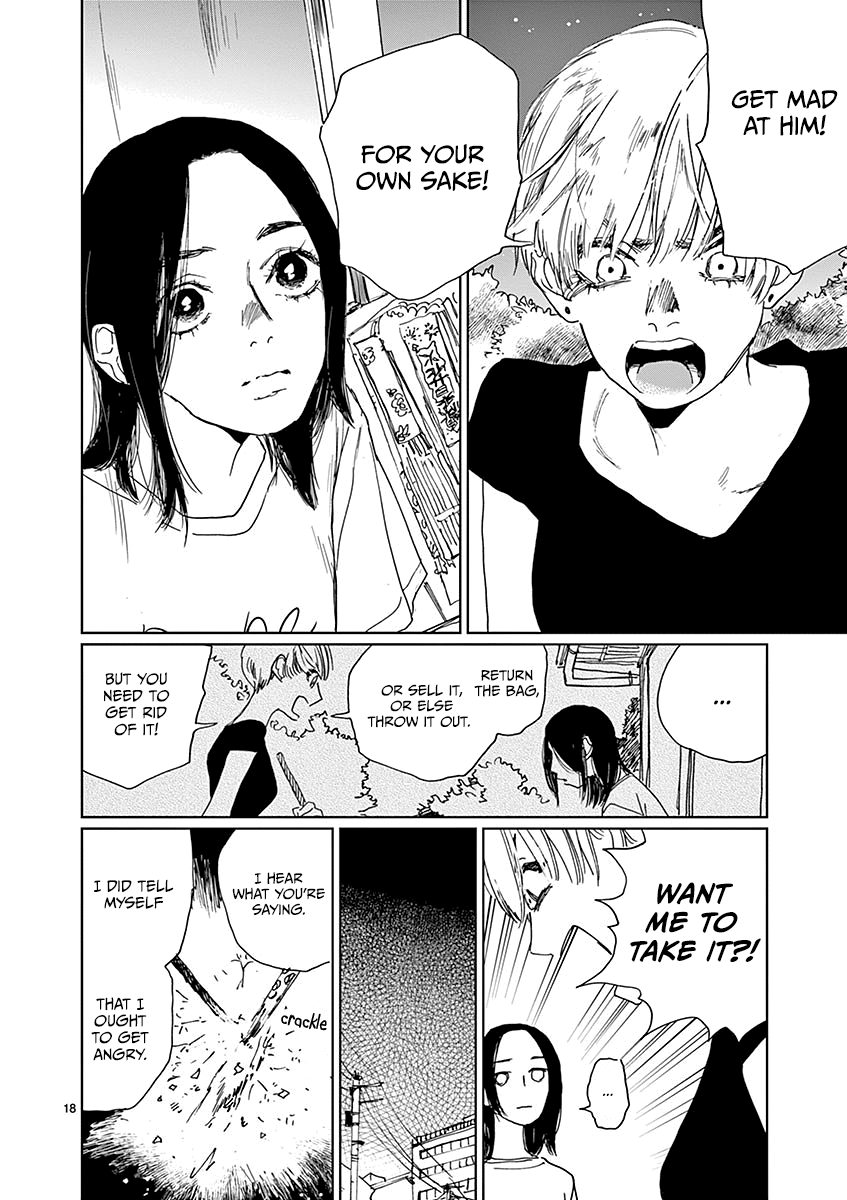 GET MAD
AT HIM!
FOR YOUR
OWN SAKE!
...
RETURN
THE BAG,
OR SELL IT,
OR ELSE
THROW IT OUT.
BUT YOU
NEED TO
GET RID
OF IT!
WANT
ME TO
TAKE IT?!
...
I HEAR
WHAT YOU'RE
SAYING.
crackle
I DID TELL
MYSELF
THAT I
OUGHT
TO GET
ANGRY.
18